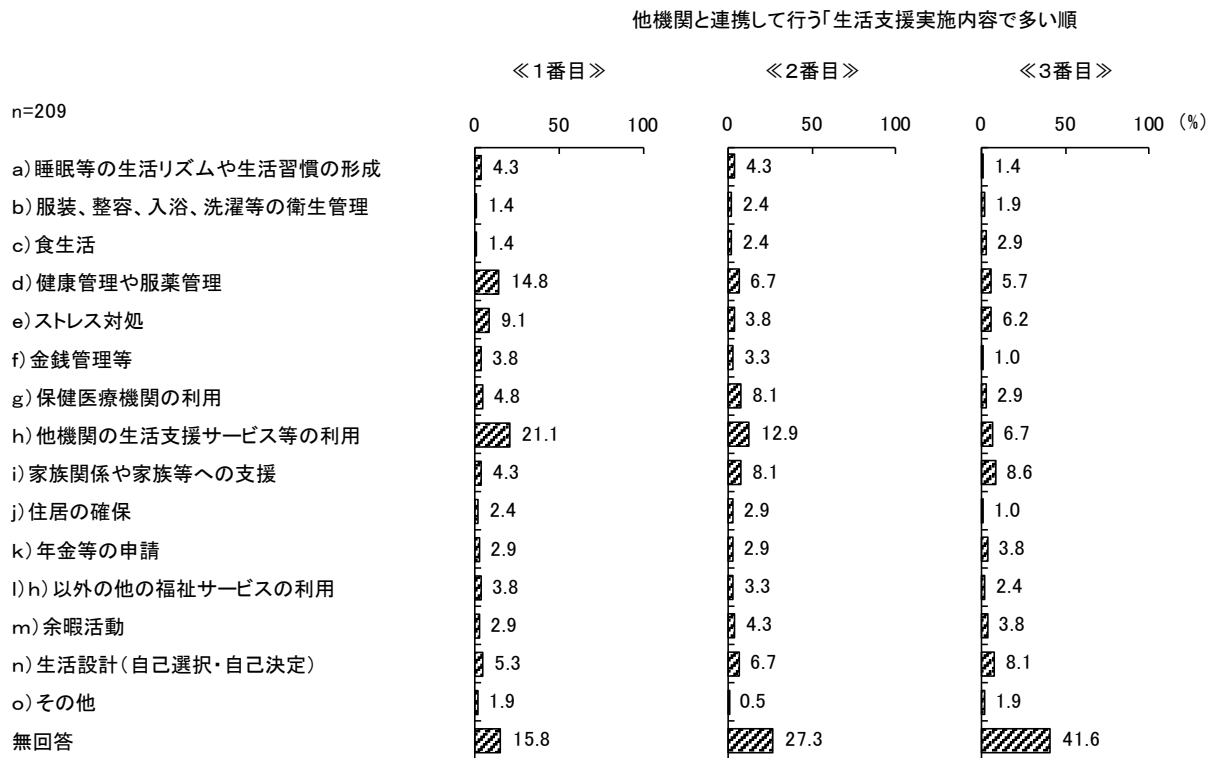 他機関と連携して行う「生活支援実施内容で多い順
≪１番目≫ ≪２番目≫ ≪３番目≫
n=209
0 50 100 0 50 100 0 50 100 (%)
a)睡眠等の生活リズムや生活習慣の形成 4.3 4.3 1.4
b)服装、整容、入浴、洗濯等の衛生管理 1.4 2.4 1.9
c)食生活 1.4 2.4 2.9
d)健康管理や服薬管理 14.8 6.7 5.7
e)ストレス対処 9.1 3.8 6.2
f)金銭管理等 3.8 3.3 1.0
g)保健医療機関の利用 4.8 8.1 2.9
h)他機関の生活支援サービス等の利用 21.1 12.9 6.7
i)家族関係や家族等への支援 4.3 8.1 8.6
j)住居の確保 2.4 2.9 1.0
k)年金等の申請 2.9 2.9 3.8
l)h)以外の他の福祉サービスの利用 3.8 3.3 2.4
m)余暇活動 2.9 4.3 3.8
n)生活設計(自己選択・自己決定) 5.3 6.7 8.1
o)その他 1.9 0.5 1.9
無回答 15.8 27.3 41.6